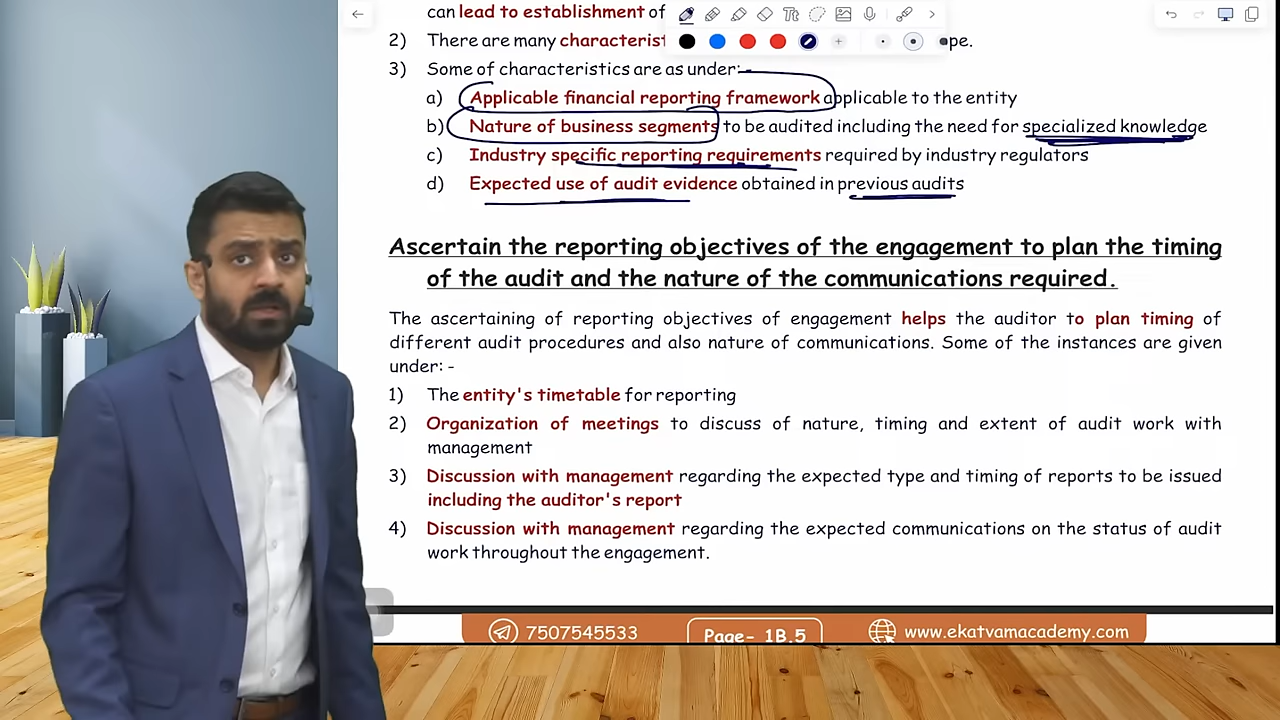 can lead to establishment of
2) There are many characterist pe.
3) Some of characteristics are as under: -
a) Applicable financial reporting framework applicable to the entity
b) Nature of business segments to be audited including the need for specialized knowledge
c) Industry specific reporting requirements required by industry regulators
d) Expected use of audit evidence obtained in previous audits
Ascertain the reporting objectives of the engagement to plan the timing
of the audit and the nature of the communications required.
The ascertaining of reporting objectives of engagement helps the auditor to plan timing of
different audit procedures and also nature of communications. Some of the instances are given
under: -
1) The entity's timetable for reporting
2) Organization of meetings to discuss of nature, timing and extent of audit work with
management
3) Discussion with management regarding the expected type and timing of reports to be issued
including the auditor's report
4) Discussion with management regarding the expected communications on the status of audit
work throughout the engagement.
7507545533 Page- 1B.5 www.ekatvamacademy.com